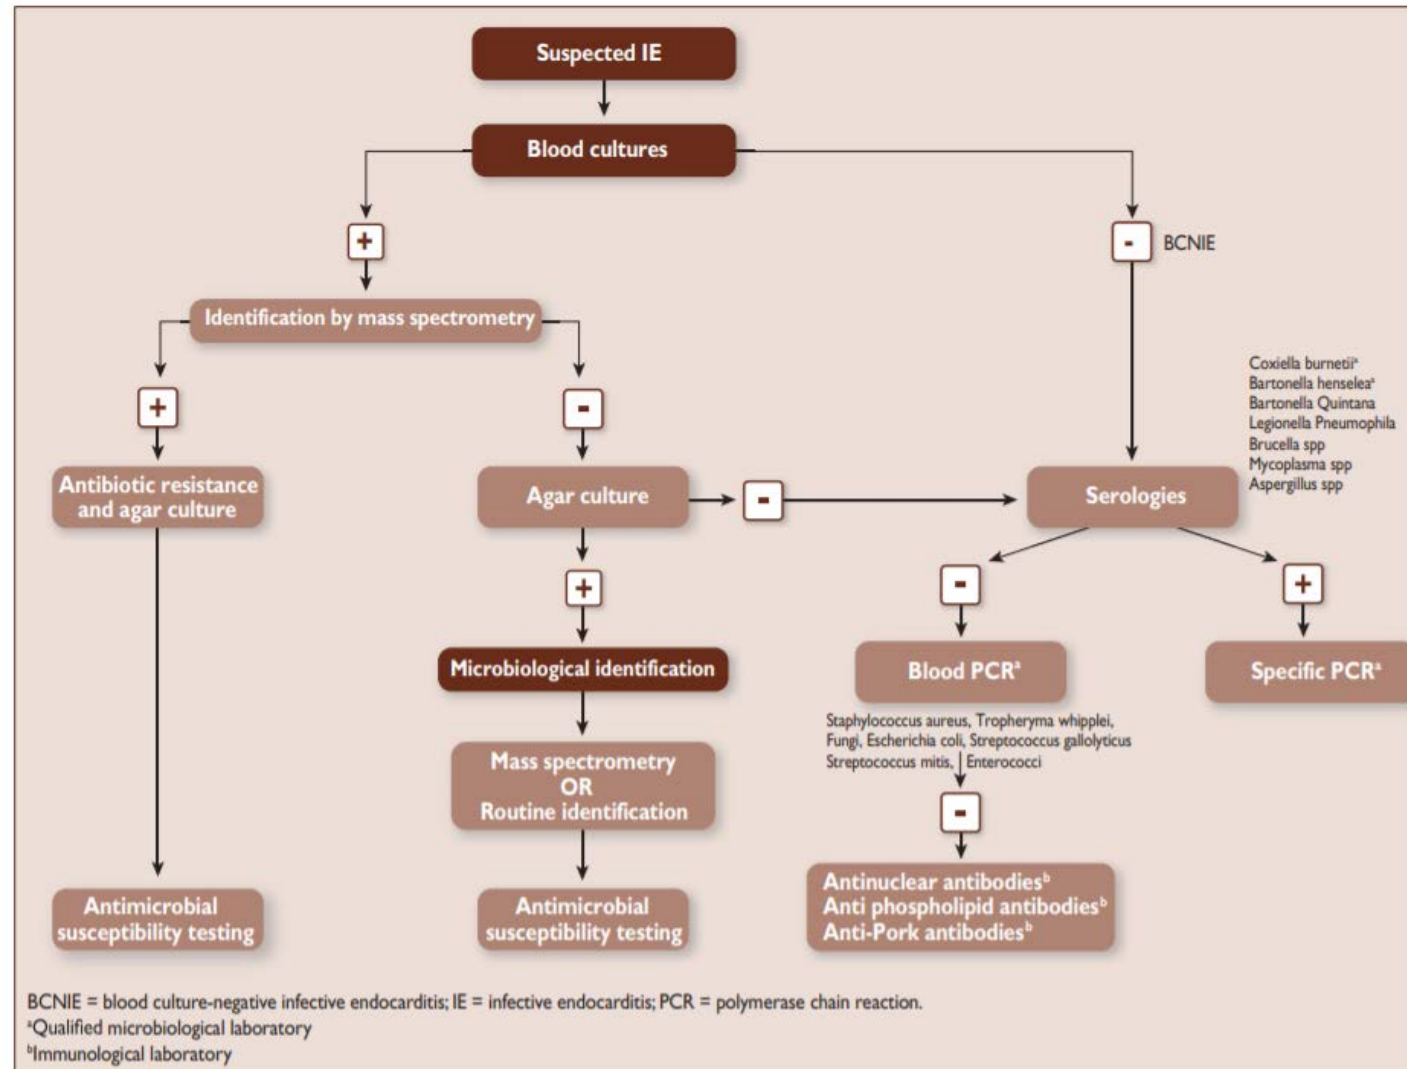 Suspected IE
Blood cultures
+
-
BCNIE
Identification by mass spectrometry
+
-
Coxiella burnetiiᵃ
Bartonella henseleaᵃ
Bartonella Quintana
Legionella Pneumophila
Brucella spp
Mycoplasma spp
Aspergillus spp
Antibiotic resistance
and agar culture
Agar culture
-
Serologies
+
-
+
Microbiological identification
Blood PCRᵃ
Specific PCRᵃ
Staphylococcus aureus, Tropheryma whipplei,
Fungi, Escherichia coli, Streptococcus gallolyticus
Streptococcus mitis, Enterococci
Mass spectrometry
OR
Routine identification
-
Antimicrobial
susceptibility testing
Antimicrobial
susceptibility testing
Antinuclear antibodiesᵇ
Anti phospholipid antibodiesᵇ
Anti-Pork antibodiesᵇ
BCNIE = blood culture-negative infective endocarditis; IE = infective endocarditis; PCR = polymerase chain reaction.
ᵃQualified microbiological laboratory
ᵇImmunological laboratory